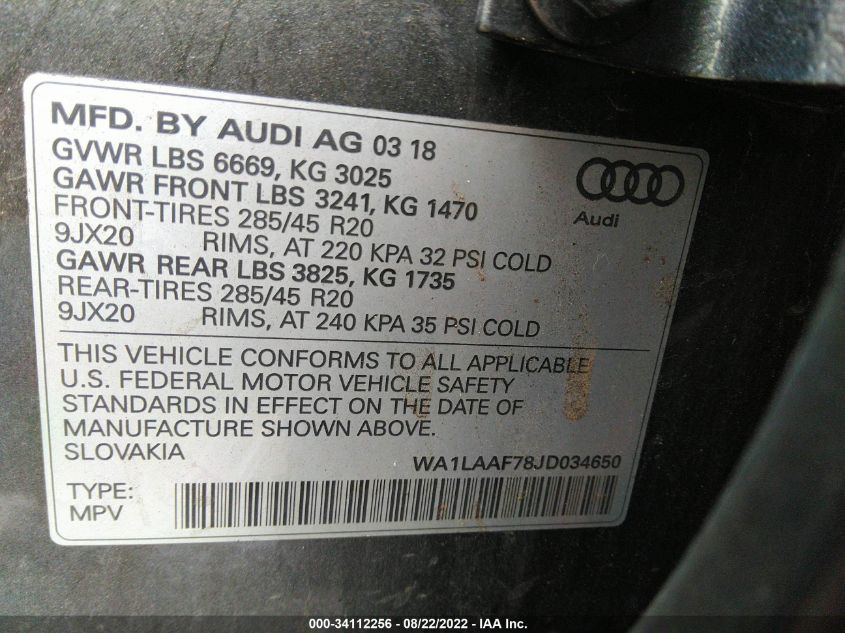 MFD. BY AUDI AG 03 18
GVWR LBS 6669, KG 3025
GAWR FRONT LBS 3241, KG 1470
FRONT-TIRES 285/45 R20
9JX20 RIMS, AT 220 KPA 32 PSI COLD
GAWR REAR LBS 3825, KG 1735
REAR-TIRES 285/45 R20
9JX20 RIMS, AT 240 KPA 35 PSI COLD
Audi
THIS VEHICLE CONFORMS TO ALL APPLICABLE
U.S. FEDERAL MOTOR VEHICLE SAFETY
STANDARDS IN EFFECT ON THE DATE OF
MANUFACTURE SHOWN ABOVE.
SLOVAKIA
WA1LAAF78JD034650
TYPE:
MPV
000-34112256 - 08/22/2022 - IAA Inc.